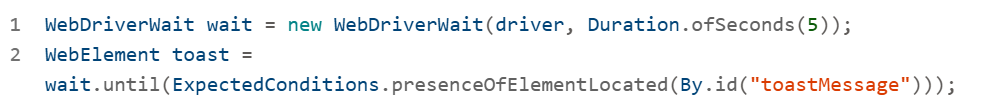 1 WebDriverWait wait = new WebDriverWait(driver, Duration.ofSeconds(5));
2 WebElement toast =
wait.until(ExpectedConditions.presenceOfElementLocated(By.id("toastMessage")));